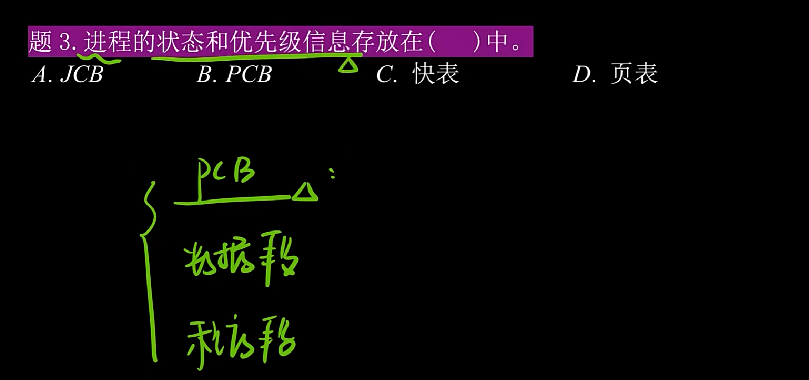 题 3. 进程的状态和优先级信息存放在(  )中。
A. JCB B. PCB C. 快表 D. 页表
PCB :
数据段
程序段